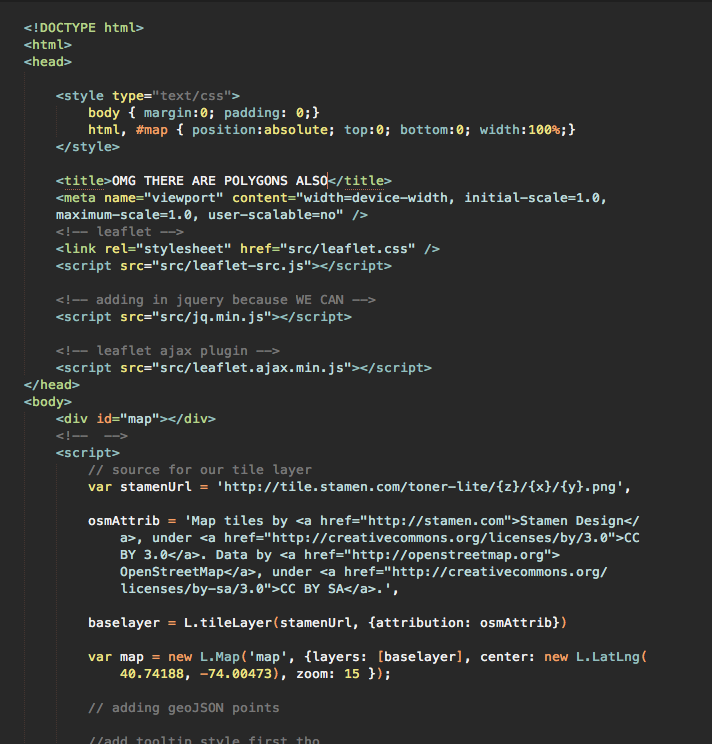 <!DOCTYPE html>
<html>
<head>
<style type="text/css">
body { margin:0; padding: 0;}
html, #map { position:absolute; top:0; bottom:0; width:100%;}
</style>
<title>OMG THERE ARE POLYGONS ALSO</title>
<meta name="viewport" content="width=device-width, initial-scale=1.0,
maximum-scale=1.0, user-scalable=no" />
<!-- leaflet -->
<link rel="stylesheet" href="src/leaflet.css" />
<script src="src/leaflet-src.js"></script>
<!-- adding in jquery because WE CAN -->
<script src="src/jq.min.js"></script>
<!-- leaflet ajax plugin -->
<script src="src/leaflet.ajax.min.js"></script>
</head>
<body>
<div id="map"></div>
<!--  -->
<script>
// source for our tile layer
var stamenUrl = 'http://tile.stamen.com/toner-lite/{z}/{x}/{y}.png',
osmAttrib = 'Map tiles by <a href="http://stamen.com">Stamen Design</
a>, under <a href="http://creativecommons.org/licenses/by/3.0">CC
BY 3.0</a>. Data by <a href="http://openstreetmap.org">
OpenStreetMap</a>, under <a href="http://creativecommons.org/
licenses/by-sa/3.0">CC BY SA</a>.',
baselayer = L.tileLayer(stamenUrl, {attribution: osmAttrib})
var map = new L.Map('map', {layers: [baselayer], center: new L.LatLng(
40.74188, -74.00473), zoom: 15 });
// adding geoJSON points
//add tooltip style first tho